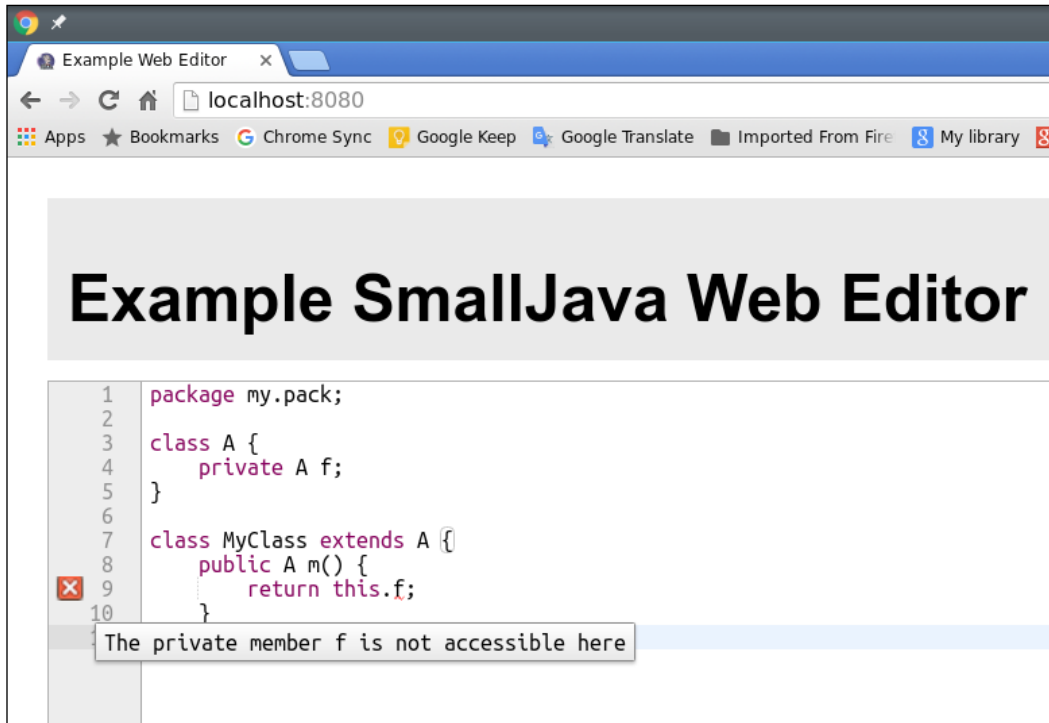 Example Web Editor
localhost:8080
Apps Bookmarks Chrome Sync Google Keep Google Translate Imported From Fire My library
Example SmallJava Web Editor
1 package my.pack;
2
3 class A {
4     private A f;
5 }
6
7 class MyClass extends A {
8     public A m() {
9         return this.f;
10     }
The private member f is not accessible here